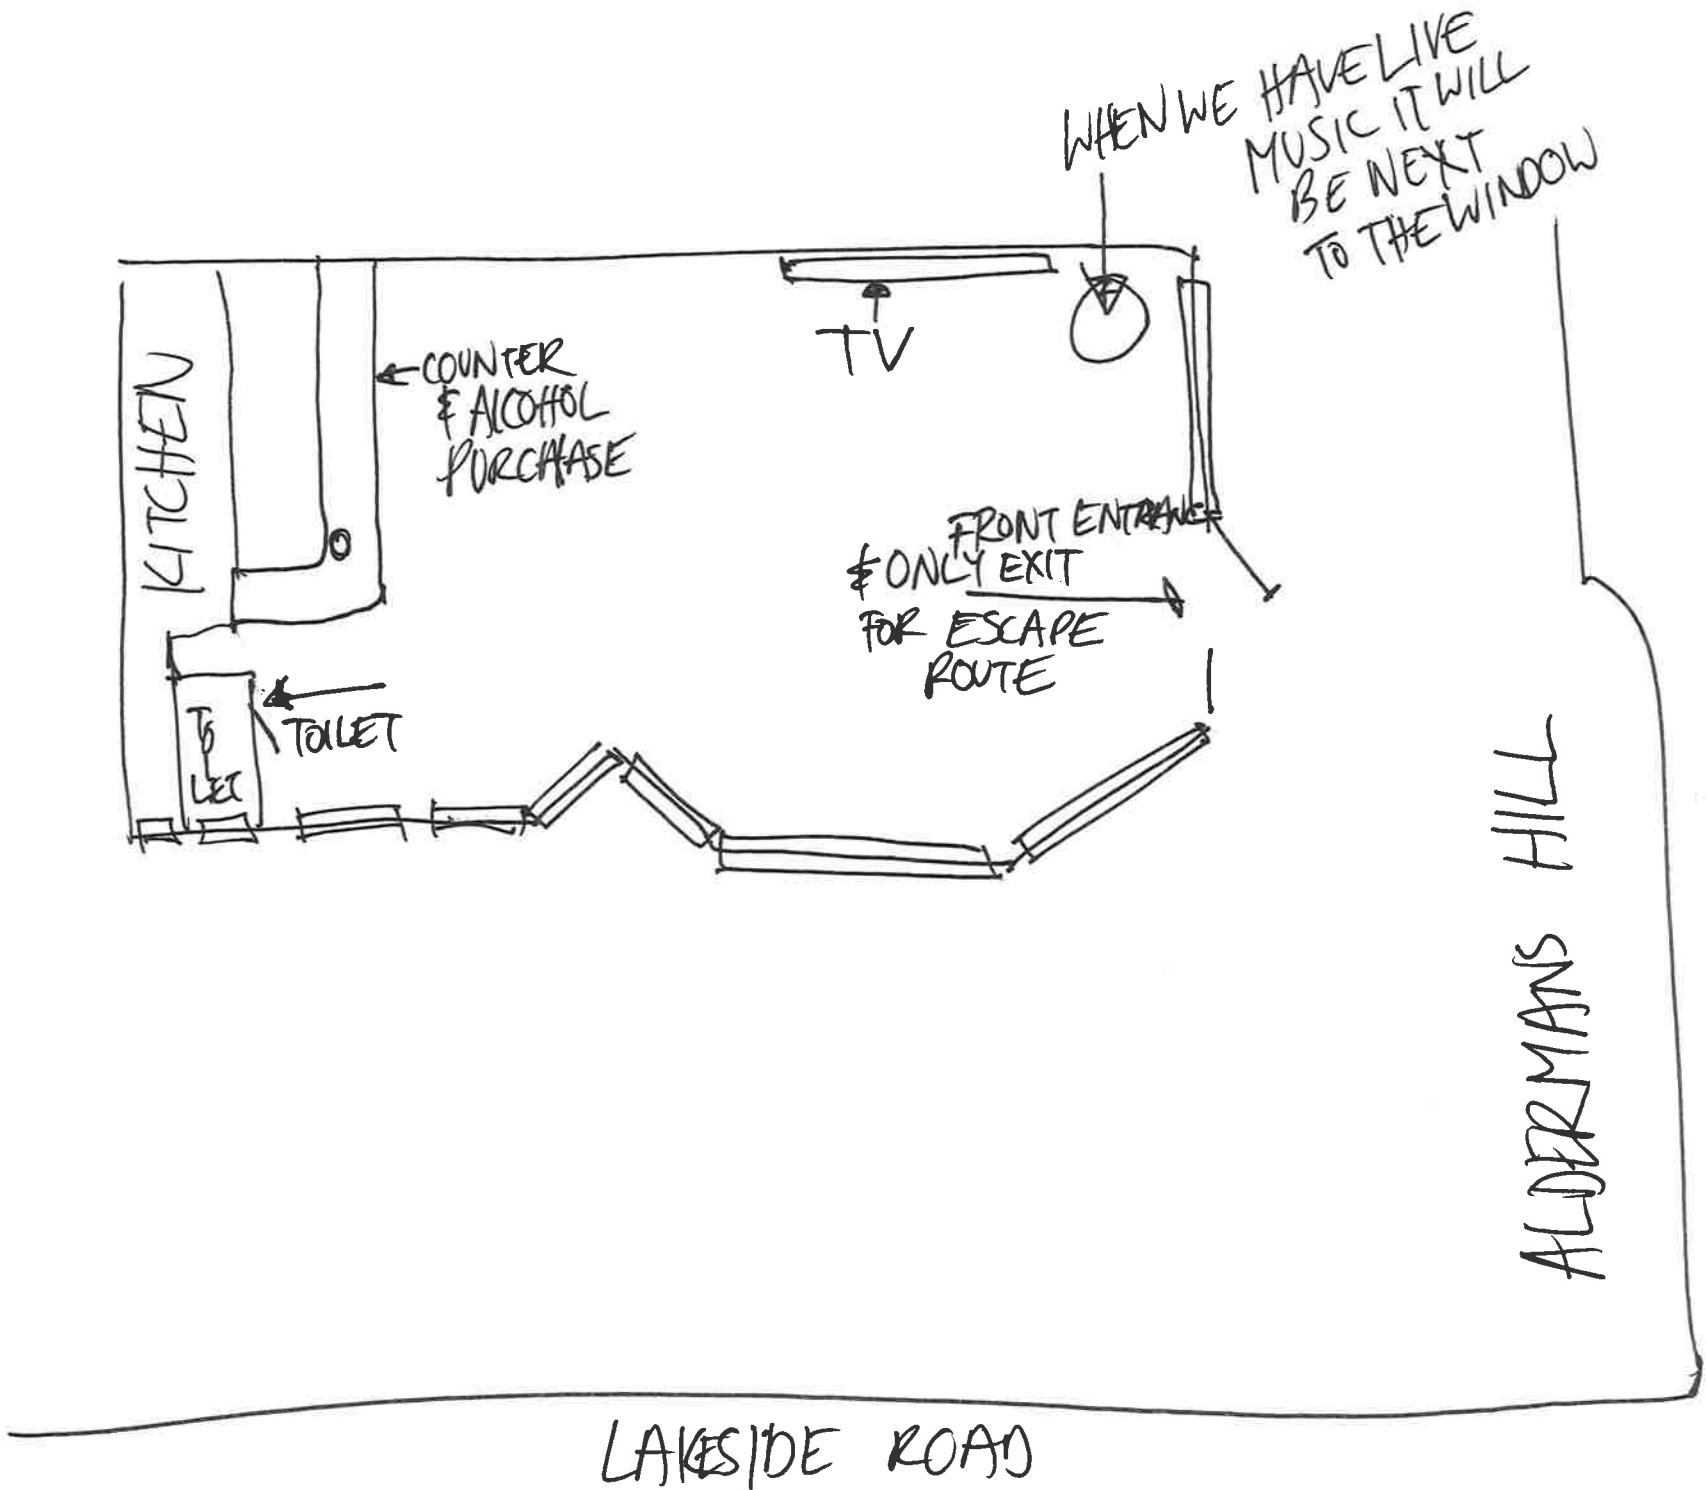 WHEN WE HAVE LIVE
MUSIC IT WILL
BE NEXT
TO THE WINDOW
TV
KITCHEN
COUNTER
& ALCOHOL
PURCHASE
FRONT ENTRANCE
& ONLY EXIT
FOR ESCAPE
ROUTE
TOILET
TOI
LET
ALDERMANS HILL
LAKESIDE ROAD